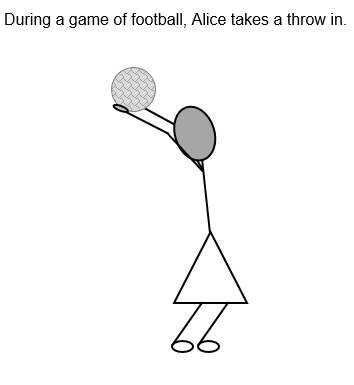 During a game of football, Alice takes a throw in.